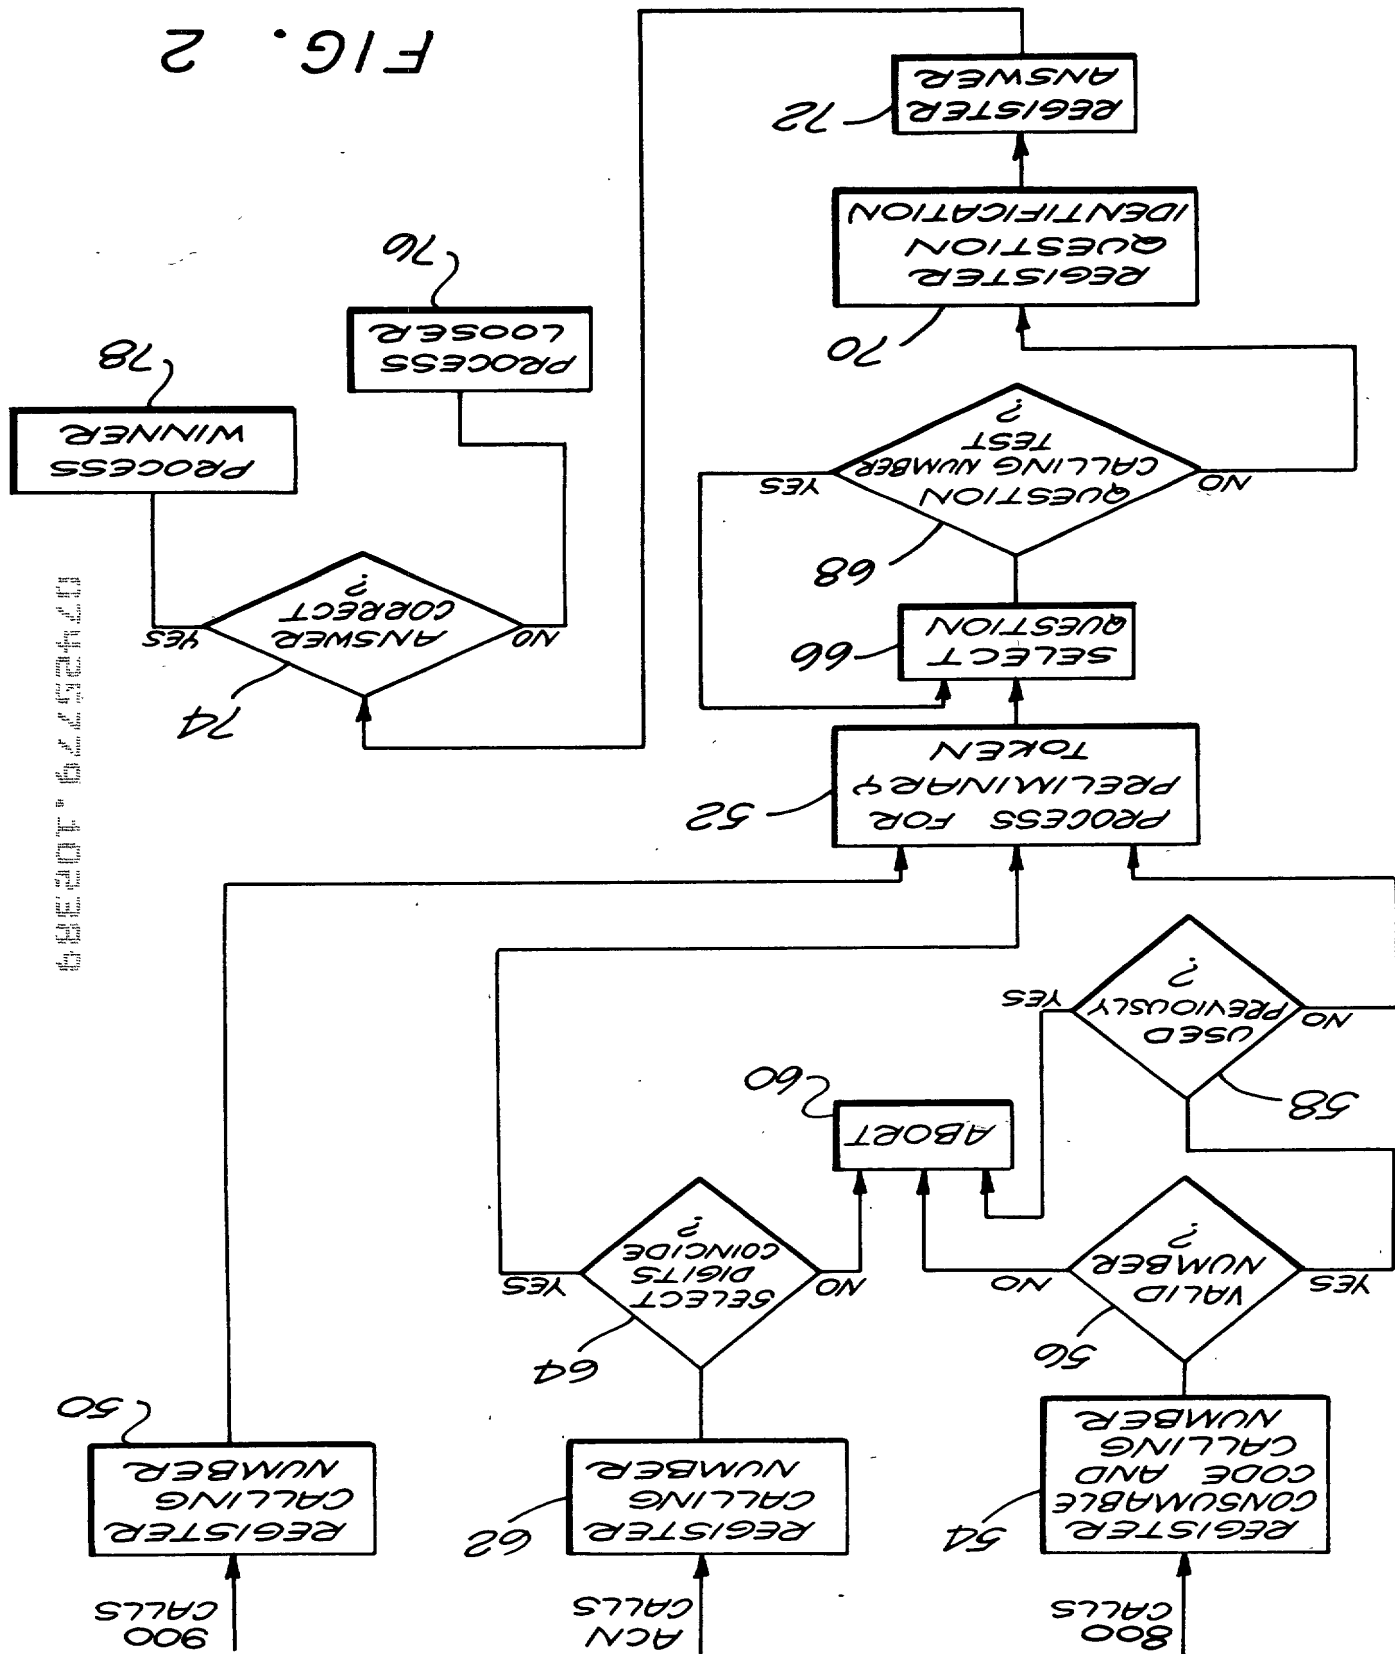 800
CALLS
ACN
CALLS
900
CALLS
REGISTER
CONSUMABLE
CODE AND
CALLING
NUMBER
54
REGISTER
CALLING
NUMBER
62
REGISTER
CALLING
NUMBER
50
VALID
NUMBER
?
56
YES
NO
SELECT
DIGITS
COINCIDE
?
64
NO
YES
ABORT
60
USED
PREVIOUSLY
?
58
NO
YES
PROCESS FOR
PRELIMINARY
TOKEN
52
SELECT
QUESTION
66
QUESTION
CALLING NUMBER
TEST
?
68
NO
YES
REGISTER
QUESTION
IDENTIFICATION
70
REGISTER
ANSWER
72
ANSWER
CORRECT
?
74
NO
YES
PROCESS
LOOSER
76
PROCESS
WINNER
78
FIG. 2